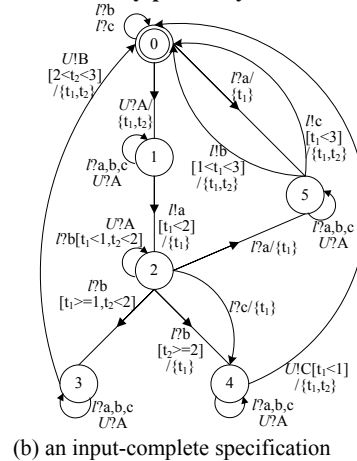 l?b
l?c
0
U!B
[2<t₂<3]
/{t₁,t₂}
l?a/
{t₁}
U?A/
{t₁,t₂}
l!c
[t₁<3]
/{t₁,t₂}
l!b
[1<t₁<3]
/{t₁,t₂}
l?a,b,c
U?A
1
5
l!a
[t₁<2]
/{t₁}
l?a,b,c
U?A
U?A
l?b[t₁<1,t₂<2]
2
l?a/{t₁}
l?b
[t₁>=1,t₂<2]
l?c/{t₁}
l?b
[t₂>=2]
/{t₁}
U!C[t₁<1]
/{t₁,t₂}
3
4
l?a,b,c
U?A
l?a,b,c
U?A
(b) an input-complete specification